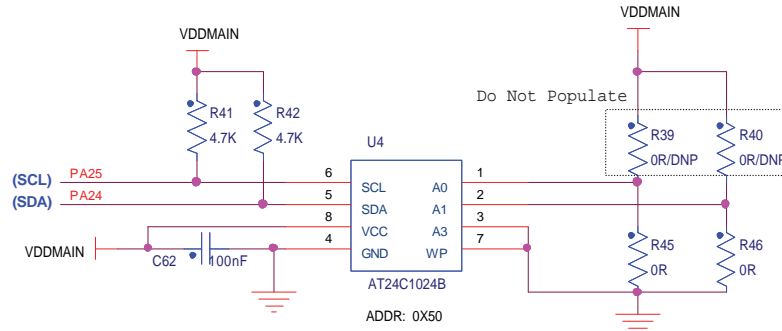 VDDMAIN
VDDMAIN
Do Not Populate
R41
4.7K
R42
4.7K
R39
0R/DNP
R40
0R/DNP
U4
(SCL) PA25 6 SCL A0 1
(SDA) PA24 5 SDA A1 2
8 VCC A3 3
4 GND WP 7
VDDMAIN
C62 100nF
R45
0R
R46
0R
AT24C1024B
ADDR: 0X50